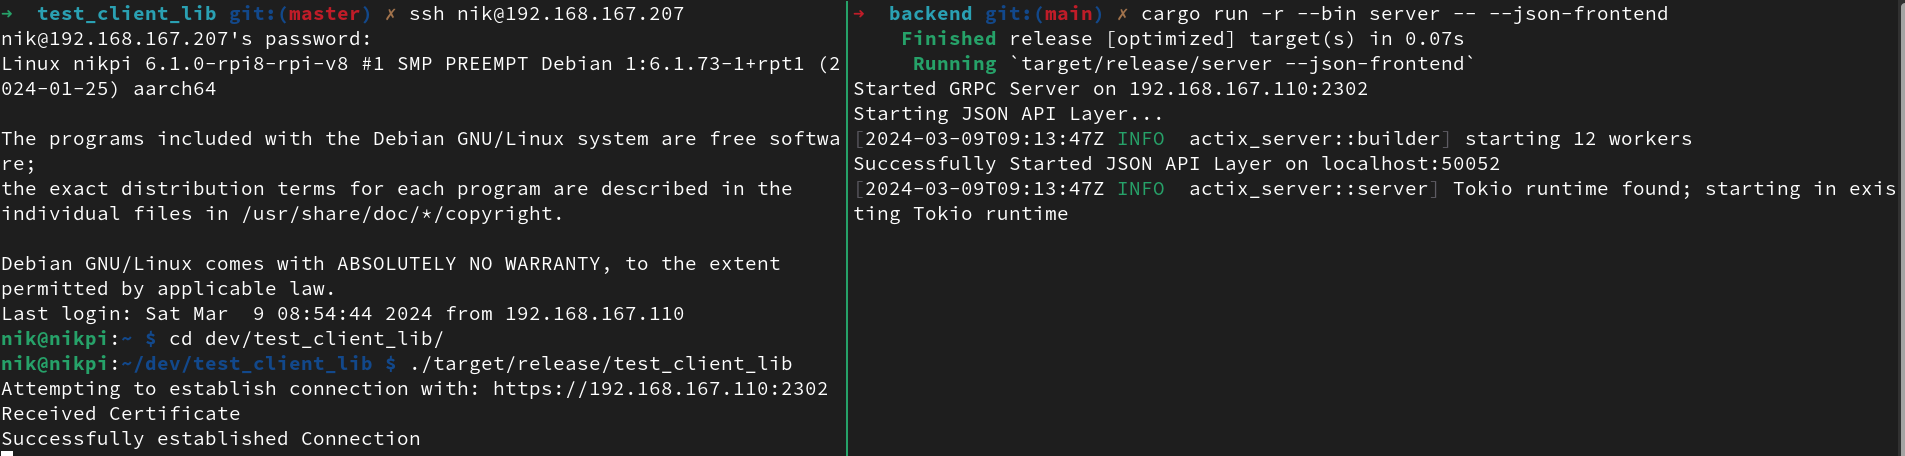 →  test_client_lib git:(master) ✗ ssh nik@192.168.167.207
nik@192.168.167.207's password:
Linux nikpi 6.1.0-rpi8-rpi-v8 #1 SMP PREEMPT Debian 1:6.1.73-1+rpt1 (2
024-01-25) aarch64
The programs included with the Debian GNU/Linux system are free softwa
re;
the exact distribution terms for each program are described in the
individual files in /usr/share/doc/*/copyright.
Debian GNU/Linux comes with ABSOLUTELY NO WARRANTY, to the extent
permitted by applicable law.
Last login: Sat Mar  9 08:54:44 2024 from 192.168.167.110
nik@nikpi:~ $ cd dev/test_client_lib/
nik@nikpi:~/dev/test_client_lib $ ./target/release/test_client_lib
Attempting to establish connection with: https://192.168.167.110:2302
Received Certificate
Successfully established Connection
→  backend git:(main) ✗ cargo run -r --bin server -- --json-frontend
    Finished release [optimized] target(s) in 0.07s
     Running `target/release/server --json-frontend`
Started GRPC Server on 192.168.167.110:2302
Starting JSON API Layer...
[2024-03-09T09:13:47Z INFO  actix_server::builder] starting 12 workers
Successfully Started JSON API Layer on localhost:50052
[2024-03-09T09:13:47Z INFO  actix_server::server] Tokio runtime found; starting in exis
ting Tokio runtime